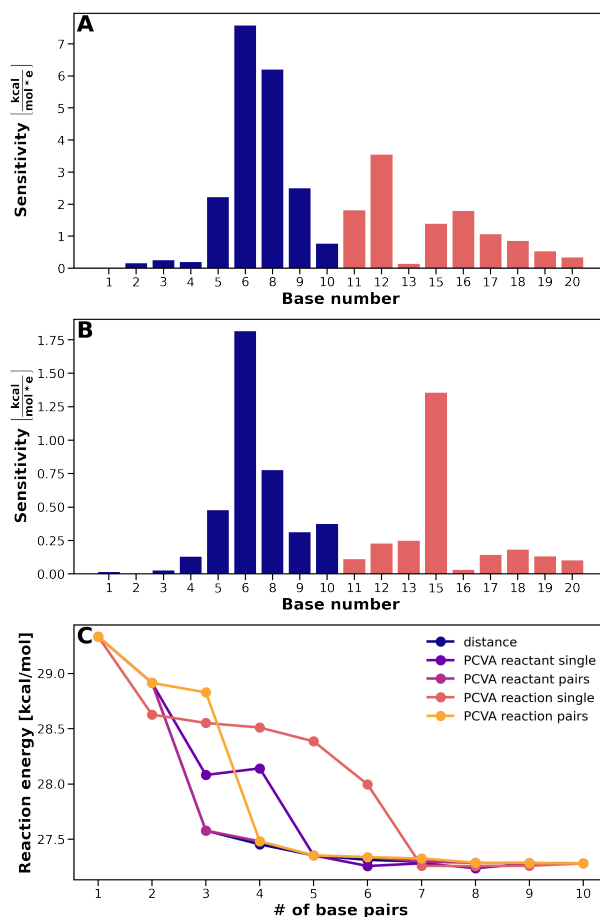 A
Sensitivity [kcal/mol*e]
7
6
5
4
3
2
1
0
1 2 3 4 5 6 8 9 10 11 12 13 15 16 17 18 19 20
Base number
B
Sensitivity [kcal/mol*e]
1.75
1.50
1.25
1.00
0.75
0.50
0.25
0.00
1 2 3 4 5 6 8 9 10 11 12 13 15 16 17 18 19 20
Base number
C
Reaction energy [kcal/mol]
29.0
28.5
28.0
27.5
distance
PCVA reactant single
PCVA reactant pairs
PCVA reaction single
PCVA reaction pairs
1 2 3 4 5 6 7 8 9 10
# of base pairs